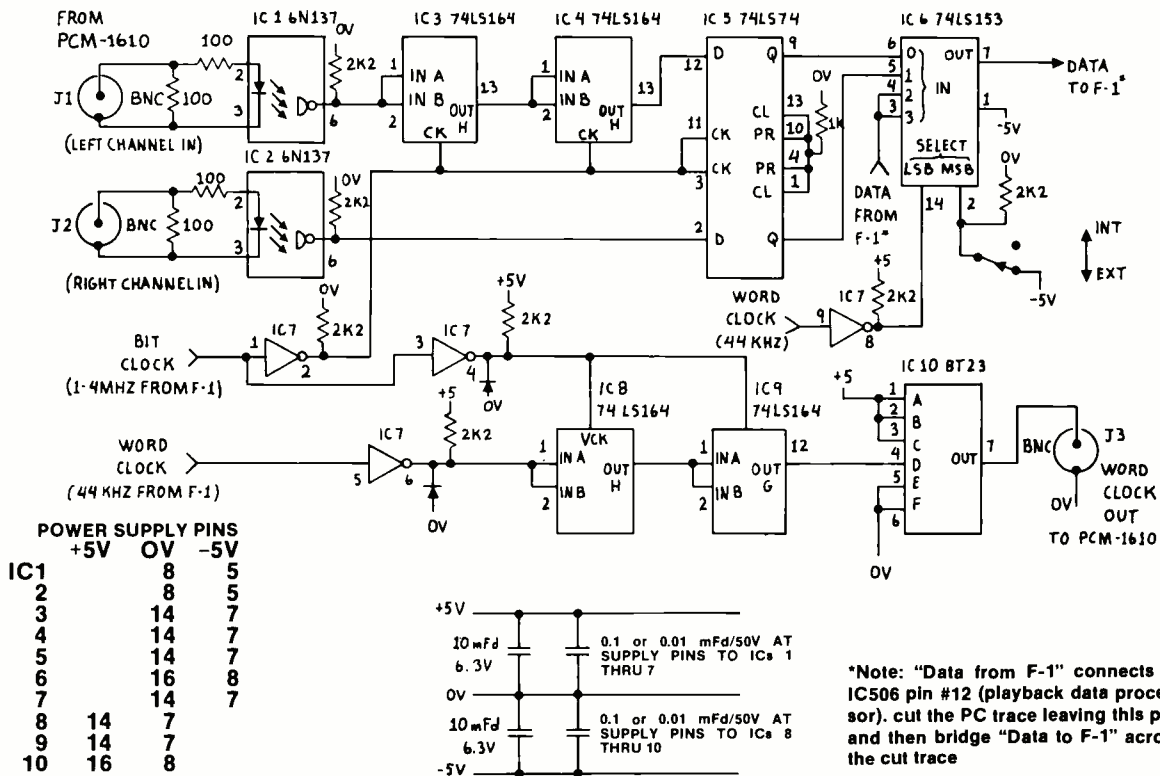 FROM
PCM-1610
J1
BNC
100
100
2
3
(LEFT CHANNEL IN)
IC 1 6N137
0V
2K2
6
IC 3 74LS164
1
IN A
IN B
2
OUT
H
13
CK
IC 4 74LS164
1
IN A
IN B
2
OUT
H
13
CK
IC 5 74LS74
12
D
Q
9
11
CK
CK
3
2
D
Q
CL
13
PR
10
PR
4
CL
1
0V
1K
IC 6 74LS153
6
0
5
1
4
2
3
3
IN
OUT
7
DATA
TO F-1*
1
-5V
SELECT
LSB
MSB
14
2
0V
2K2
DATA
FROM
F-1*
INT
EXT
-5V
J2
BNC
100
100
2
3
(RIGHT CHANNEL IN)
IC 2 6N137
0V
2K2
6
BIT
CLOCK
(1-4MHZ FROM F-1)
1
IC7
2
0V
2K2
3
IC7
4
+5V
2K2
0V
WORD
CLOCK
(44 KHZ)
9
IC7
8
+5
2K2
WORD
CLOCK
(44 KHZ FROM F-1)
5
IC7
6
+5
2K2
0V
IC8
74 LS164
VCK
1
IN A
IN B
2
OUT
H
IC9
74LS164
1
IN A
IN B
2
OUT
G
12
IC 10 BT23
+5
1
A
2
B
3
C
4
D
5
E
F
6
0V
OUT
7
BNC
J3
0V
WORD
CLOCK
OUT
TO PCM-1610
POWER SUPPLY PINS
+5V 0V -5V
IC1 8 5
2 8 5
3 14 7
4 14 7
5 14 7
6 16 8
7 14 7
8 14 7
9 14 7
10 16 8
+5V
10 mFd
6.3V
0.1 or 0.01 mFd/50V AT
SUPPLY PINS TO ICs 1
THRU 7
0V
10 mFd
6.3V
0.1 or 0.01 mFd/50V AT
SUPPLY PINS TO ICs 8
THRU 10
-5V
*Note: "Data from F-1" connects
IC506 pin #12 (playback data proce
sor). cut the PC trace leaving this p
and then bridge "Data to F-1" acro
the cut trace